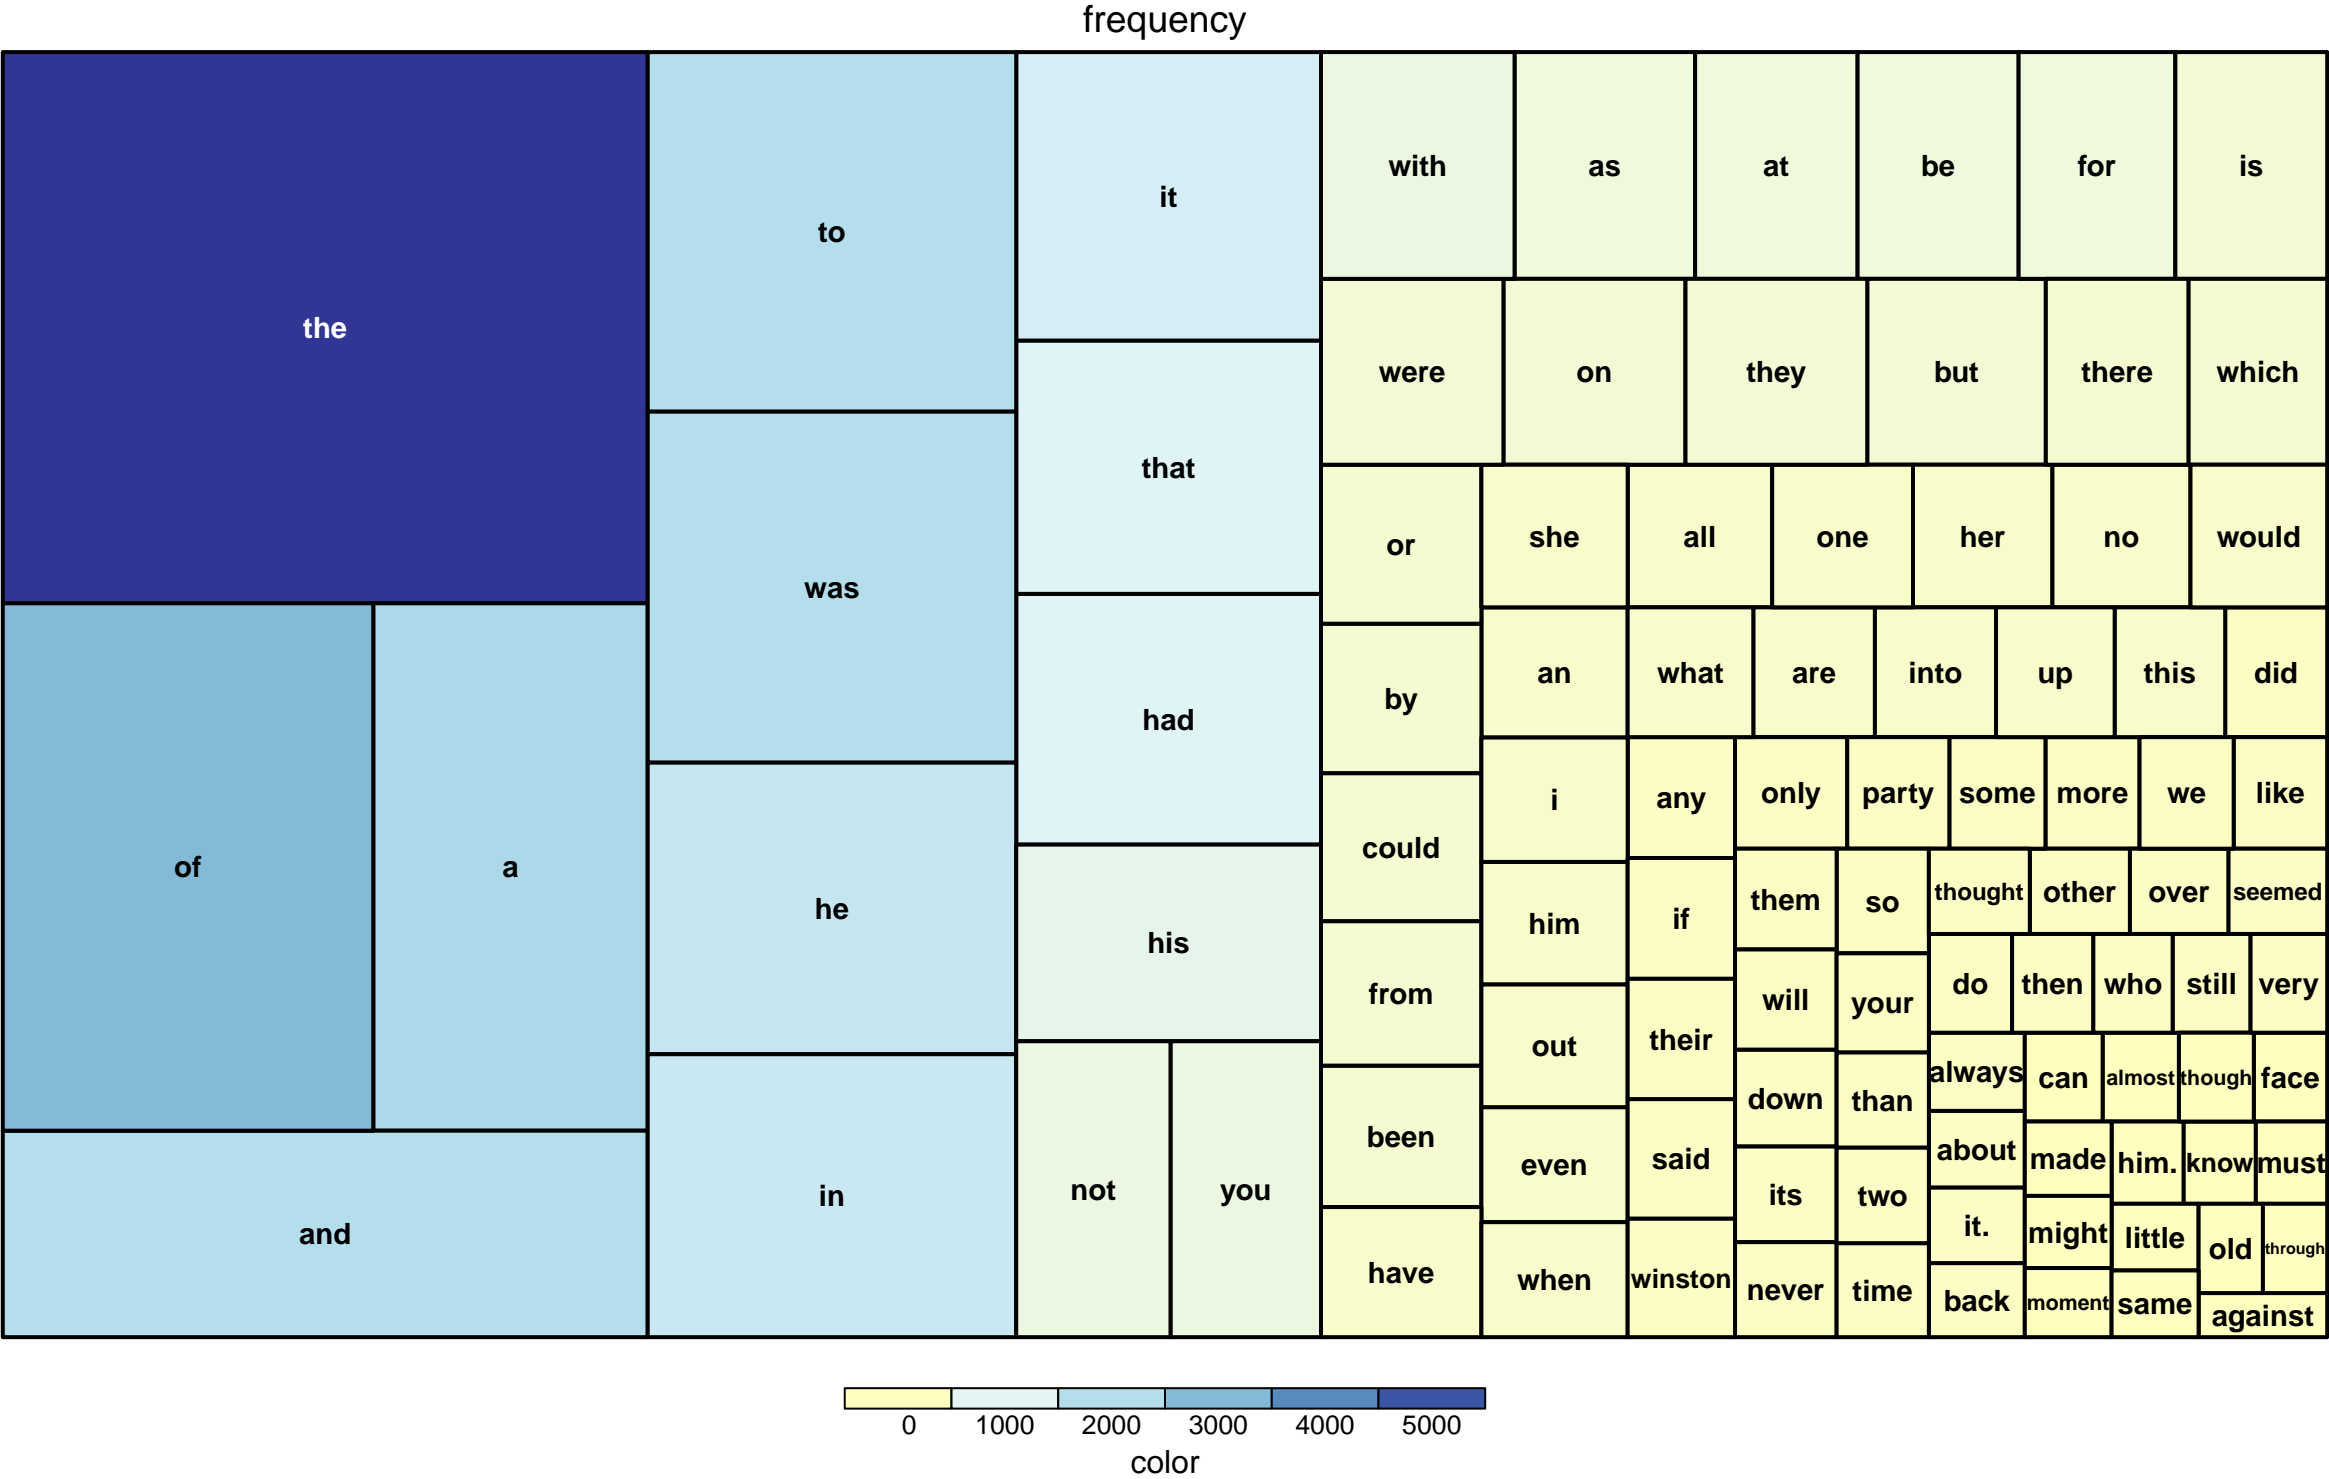 frequency
the
of
a
and
to
was
he
in
it
that
had
his
not
you
with
as
at
be
for
is
were
on
they
but
there
which
or
by
could
from
been
have
she
all
one
her
no
would
an
what
are
into
up
this
did
i
him
out
even
when
any
if
their
said
winston
only
party
some
more
we
like
them
will
down
its
never
so
your
than
two
time
thought
other
over
seemed
do
then
who
still
very
always
about
it.
back
can
almost
though
face
made
might
moment
him.
know
must
little
same
old
through
against
0 1000 2000 3000 4000 5000
color